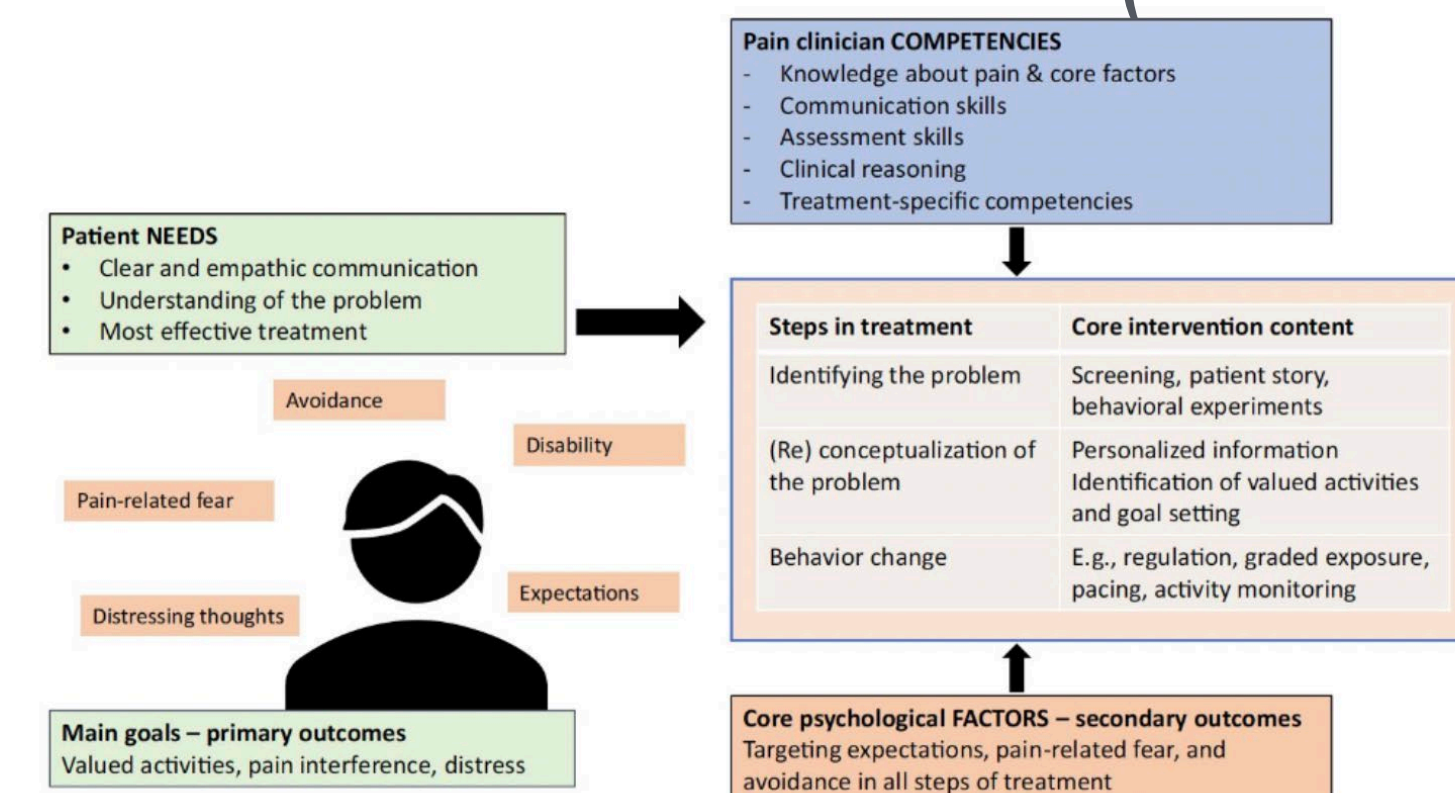 Pain clinician COMPETENCIES
- Knowledge about pain & core factors
- Communication skills
- Assessment skills
- Clinical reasoning
- Treatment-specific competencies
Patient NEEDS
• Clear and empathic communication
• Understanding of the problem
• Most effective treatment
Avoidance
Disability
Pain-related fear
Expectations
Distressing thoughts
Main goals – primary outcomes
Valued activities, pain interference, distress
Steps in treatment Core intervention content
Identifying the problem Screening, patient story,
behavioral experiments
(Re) conceptualization of Personalized information
the problem Identification of valued activities
and goal setting
Behavior change E.g., regulation, graded exposure,
pacing, activity monitoring
Core psychological FACTORS – secondary outcomes
Targeting expectations, pain-related fear, and
avoidance in all steps of treatment